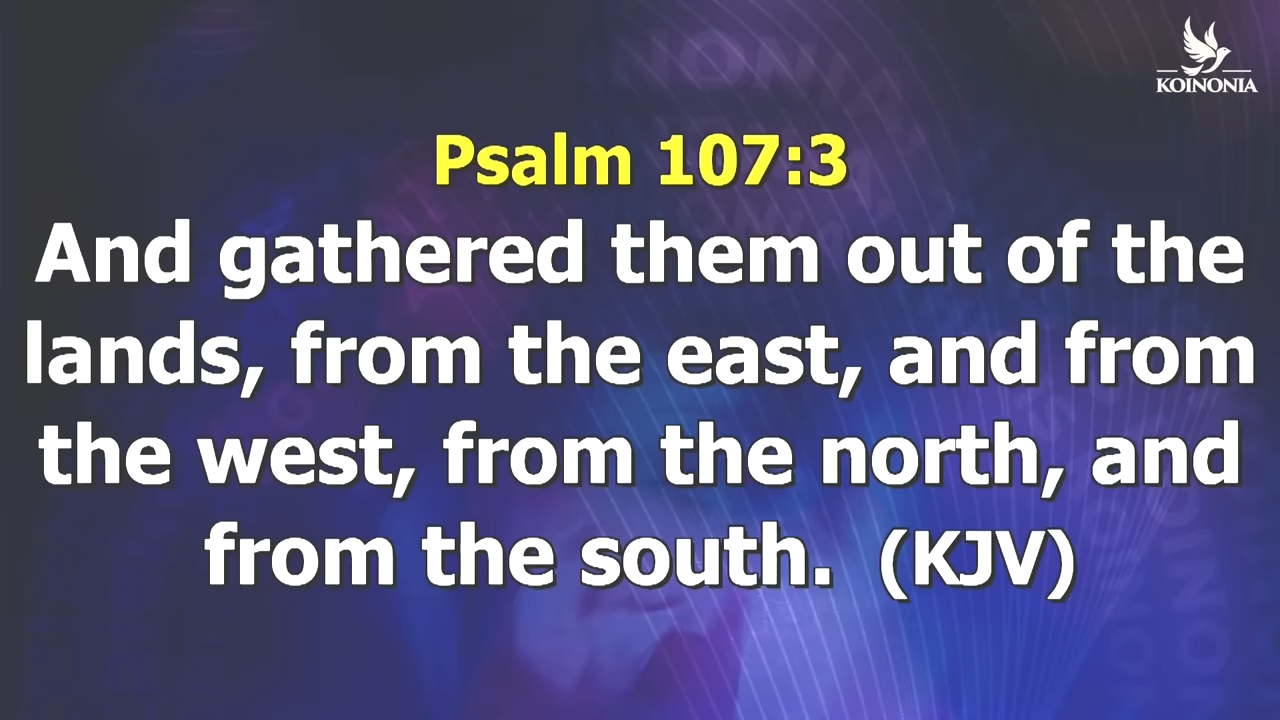 KOINONIA
Psalm 107:3
And gathered them out of the
lands, from the east, and from
the west, from the north, and
from the south. (KJV)